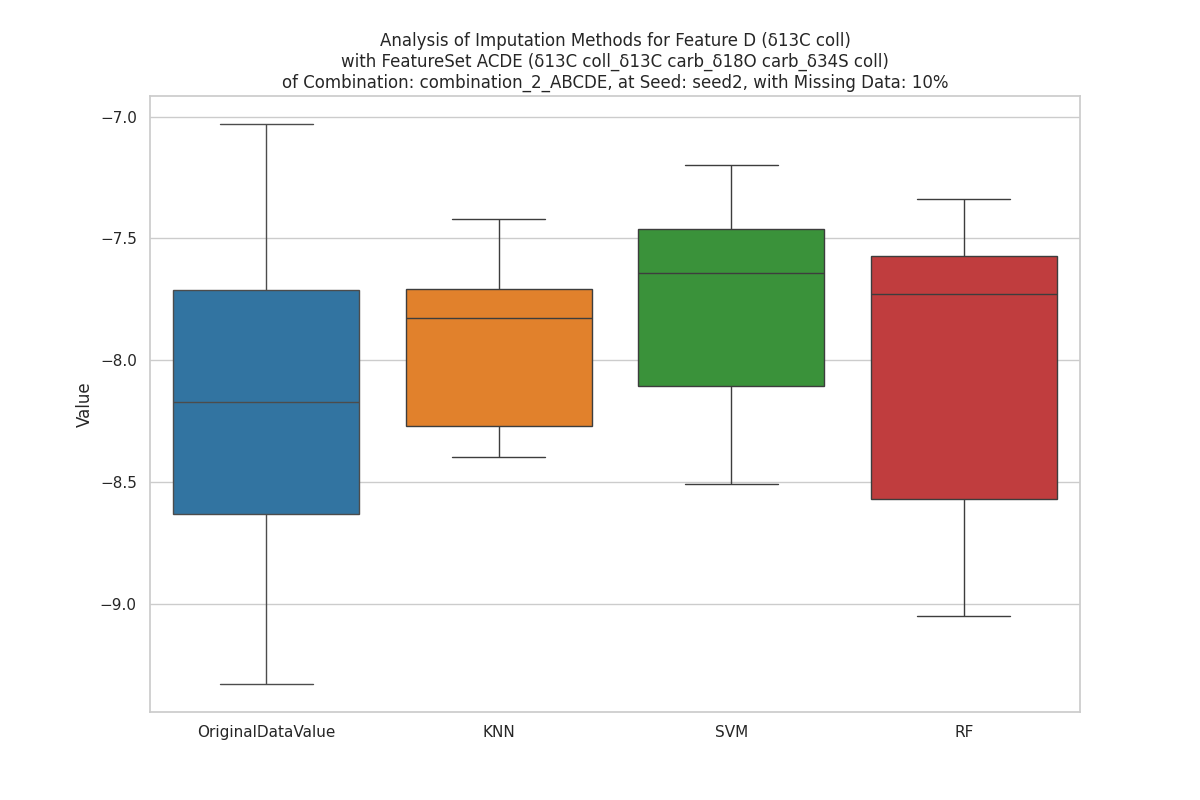 Analysis of Imputation Methods for Feature D (δ13C coll)
with FeatureSet ACDE (δ13C coll_δ13C carb_δ18O carb_δ34S coll)
of Combination: combination_2_ABCDE, at Seed: seed2, with Missing Data: 10%
−7.0
−7.5
−8.0
−8.5
−9.0
Value
OriginalDataValue
KNN
SVM
RF